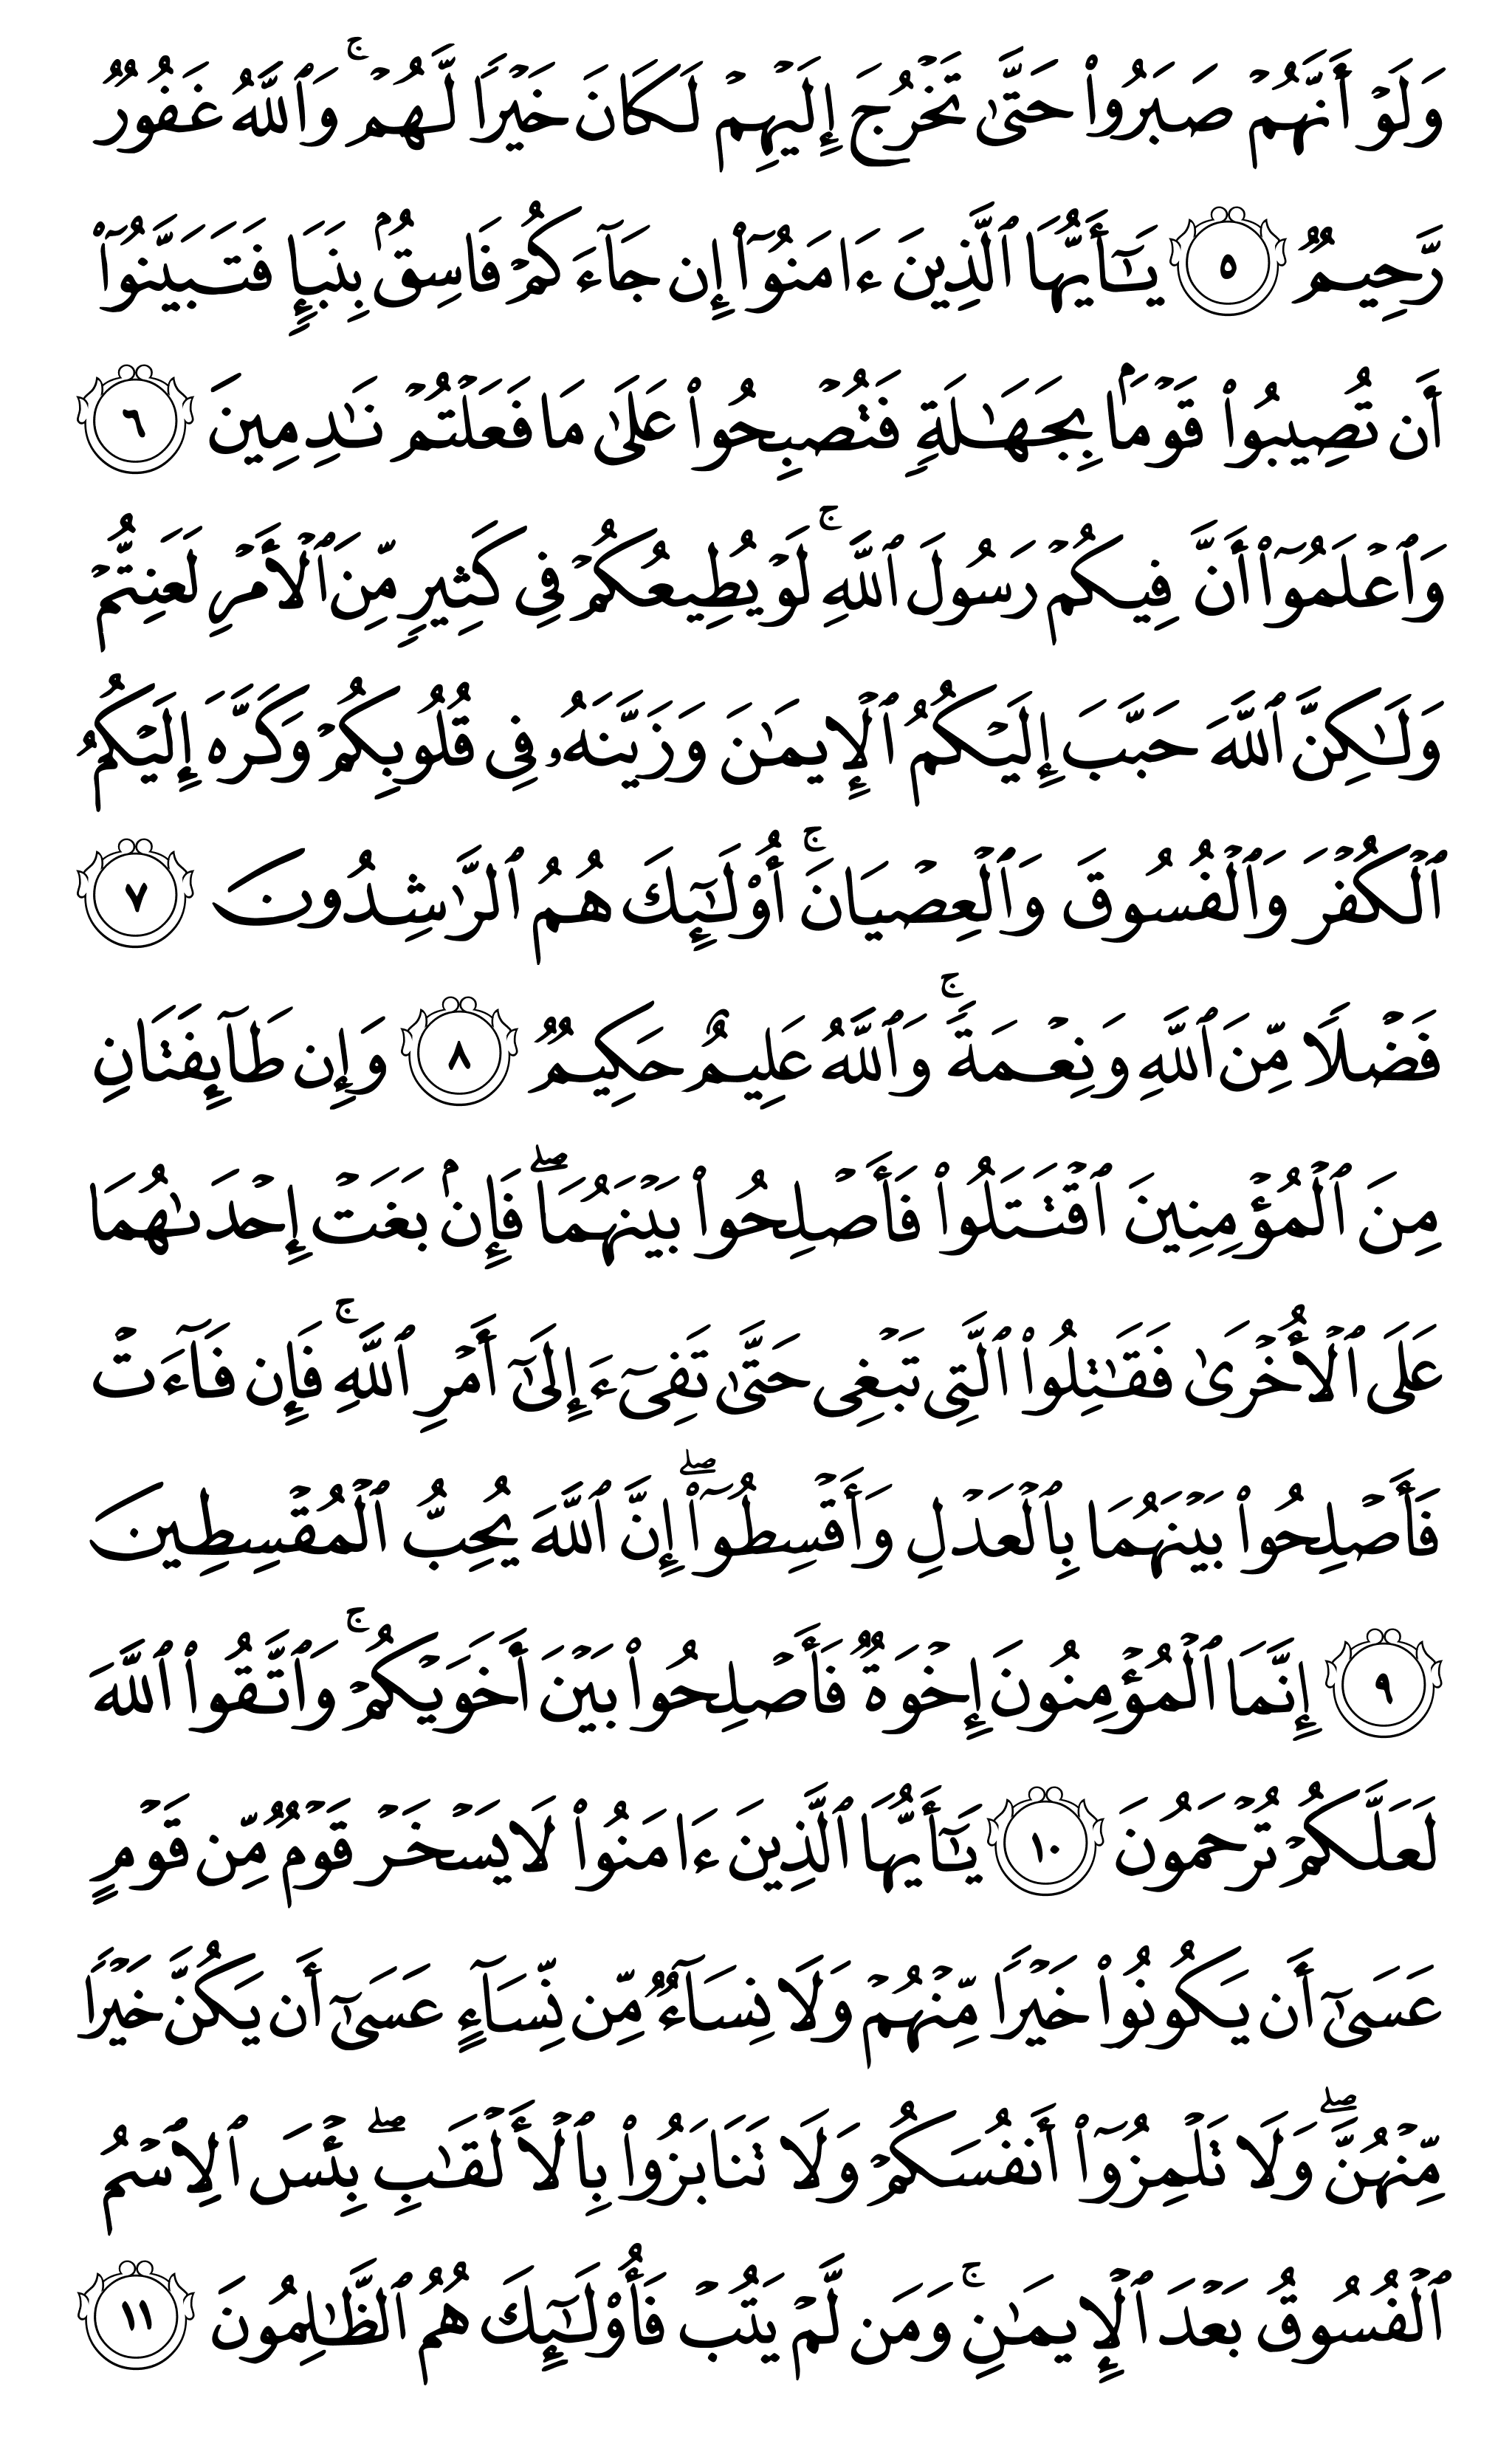 وَلَوْ أَنَّهُمْ صَبَرُوا۟ حَتَّىٰ تَخْرُجَ إِلَيْهِمْ لَكَانَ خَيْرًا لَّهُمْ ۚ وَٱللَّهُ غَفُورٌ
رَّحِيمٌ ٥ يَـٰٓأَيُّهَا ٱلَّذِينَ ءَامَنُوٓا۟ إِن جَآءَكُمْ فَاسِقٌۢ بِنَبَإٍ فَتَبَيَّنُوٓا۟
أَن تُصِيبُوا۟ قَوْمًۢا بِجَهَـٰلَةٍ فَتُصْبِحُوا۟ عَلَىٰ مَا فَعَلْتُمْ نَـٰدِمِينَ ٦
وَٱعْلَمُوٓا۟ أَنَّ فِيكُمْ رَسُولَ ٱللَّهِ ۚ لَوْ يُطِيعُكُمْ فِى كَثِيرٍ مِّنَ ٱلْأَمْرِ لَعَنِتُّمْ
وَلَـٰكِنَّ ٱللَّهَ حَبَّبَ إِلَيْكُمُ ٱلْإِيمَـٰنَ وَزَيَّنَهُۥ فِى قُلُوبِكُمْ وَكَرَّهَ إِلَيْكُمُ
ٱلْكُفْرَ وَٱلْفُسُوقَ وَٱلْعِصْيَانَ ۚ أُو۟لَـٰٓئِكَ هُمُ ٱلرَّٰشِدُونَ ٧
فَضْلًا مِّنَ ٱللَّهِ وَنِعْمَةً ۚ وَٱللَّهُ عَلِيمٌ حَكِيمٌ ٨ وَإِن طَآئِفَتَانِ
مِنَ ٱلْمُؤْمِنِينَ ٱقْتَتَلُوا۟ فَأَصْلِحُوا۟ بَيْنَهُمَا ۖ فَإِنۢ بَغَتْ إِحْدَىٰهُمَا
عَلَى ٱلْأُخْرَىٰ فَقَـٰتِلُوا۟ ٱلَّتِى تَبْغِى حَتَّىٰ تَفِىٓءَ إِلَىٰٓ أَمْرِ ٱللَّهِ ۚ فَإِن فَآءَتْ
فَأَصْلِحُوا۟ بَيْنَهُمَا بِٱلْعَدْلِ وَأَقْسِطُوٓا۟ ۖ إِنَّ ٱللَّهَ يُحِبُّ ٱلْمُقْسِطِينَ
٩ إِنَّمَا ٱلْمُؤْمِنُونَ إِخْوَةٌ فَأَصْلِحُوا۟ بَيْنَ أَخَوَيْكُمْ ۚ وَٱتَّقُوا۟ ٱللَّهَ
لَعَلَّكُمْ تُرْحَمُونَ ١٠ يَـٰٓأَيُّهَا ٱلَّذِينَ ءَامَنُوا۟ لَا يَسْخَرْ قَوْمٌ مِّن قَوْمٍ
عَسَىٰٓ أَن يَكُونُوا۟ خَيْرًا مِّنْهُمْ وَلَا نِسَآءٌ مِّن نِّسَآءٍ عَسَىٰٓ أَن يَكُنَّ خَيْرًا
مِّنْهُنَّ ۖ وَلَا تَلْمِزُوٓا۟ أَنفُسَكُمْ وَلَا تَنَابَزُوا۟ بِٱلْأَلْقَـٰبِ ۖ بِئْسَ ٱلِٱسْمُ
ٱلْفُسُوقُ بَعْدَ ٱلْإِيمَـٰنِ ۚ وَمَن لَّمْ يَتُبْ فَأُو۟لَـٰٓئِكَ هُمُ ٱلظَّـٰلِمُونَ ١١